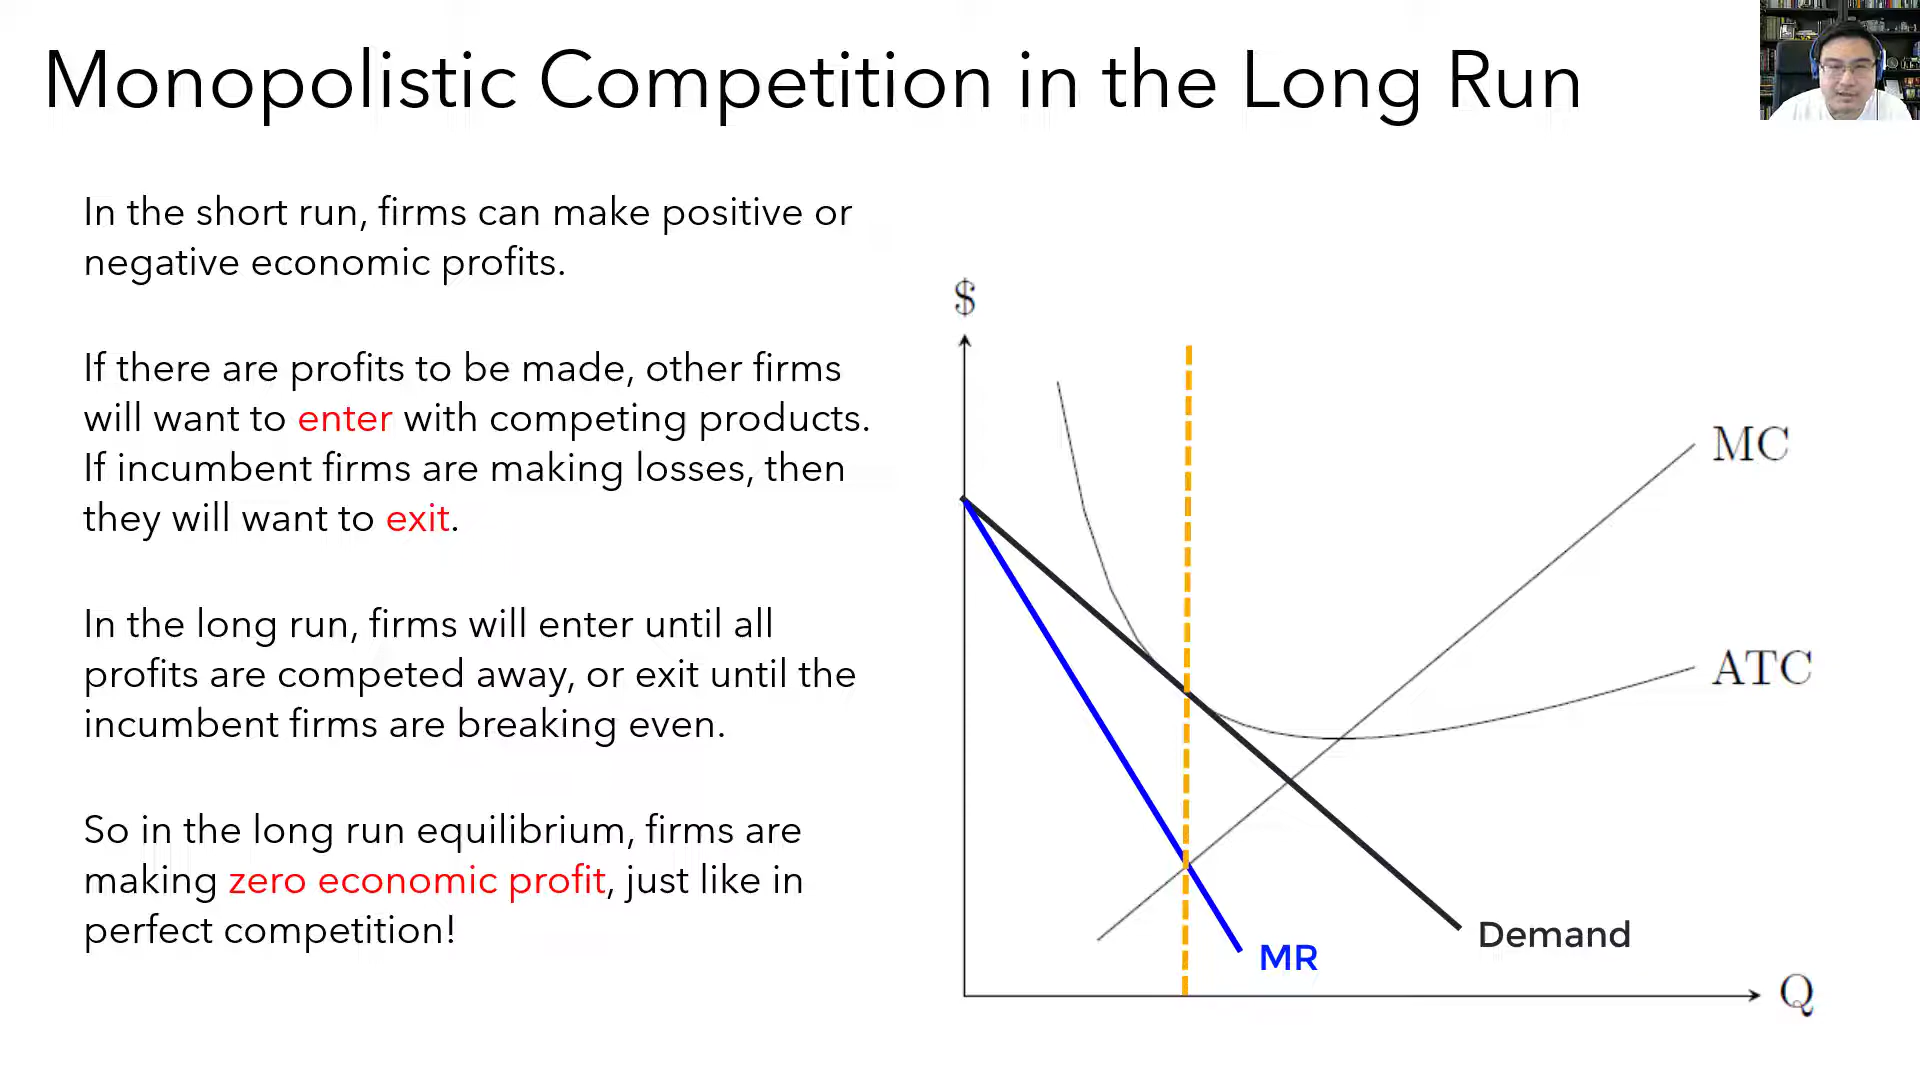 Monopolistic Competition in the Long Run
In the short run, firms can make positive or
negative economic profits.
If there are profits to be made, other firms
will want to enter with competing products.
If incumbent firms are making losses, then
they will want to exit.
In the long run, firms will enter until all
profits are competed away, or exit until the
incumbent firms are breaking even.
So in the long run equilibrium, firms are
making zero economic profit, just like in
perfect competition!
$
MC
ATC
Demand
MR
Q